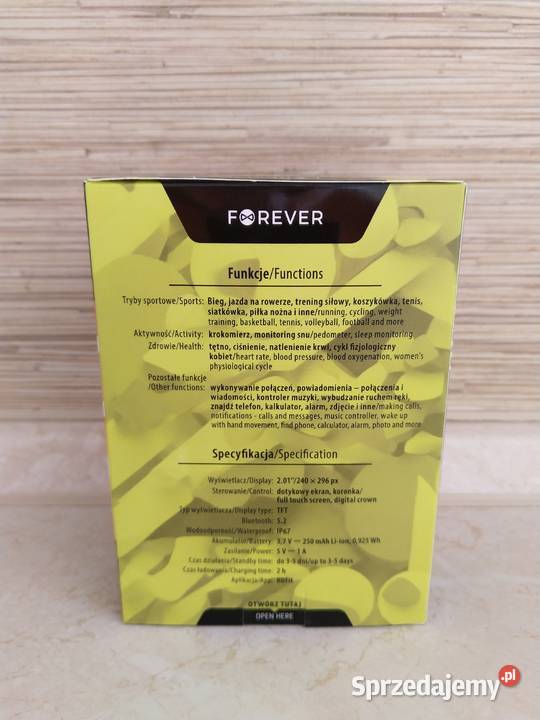 FOREVER
Funkcje/Functions
Tryby sportowe/Sports: Bieg, jazda na rowerze, trening siłowy, koszykówka, tenis,
siatkówka, piłka nożna i inne/running, cycling, weight
training, basketball, tennis, volleyball, football and more
Aktywność/Activity: krokomierz, monitoring snu/pedometer, sleep monitoring
Zdrowie/Health: tętno, ciśnienie, natlenienie krwi, cykl fizjologiczny
kobiet/heart rate, blood pressure, blood oxygenation, women's
physiological cycle
Pozostałe funkcje
/Other functions: wykonywanie połączeń, powiadomienia – połączenia i
wiadomości, kontroler muzyki, wybudzanie ruchem ręki,
znajdź telefon, kalkulator, alarm, zdjęcie i inne/making calls,
notifications - calls and messages, music controller, wake up
with hand movement, find phone, calculator, alarm, photo and more
Specyfikacja/Specification
Wyświetlacz/Display: 2.01"/240 × 296 px
Sterowanie/Control: dotykowy ekran, koronka/
full touch screen, digital crown
Typ wyświetlacza/Display type: TFT
Bluetooth: 5.2
Wodoodporność/Waterproof: IP67
Akumulator/Battery: 3,7 V ⎓ 250 mAh Li-ion, 0,925 Wh
Zasilanie/Power: 5 V ⎓ 1 A
Czas działania/Standby time: do 3-5 dni/up to 3-5 days
Czas ładowania/Charging time: 2 h
Aplikacja/App: RDFit
OTWÓRZ TUTAJ
OPEN HERE
Sprzedajemy.pl